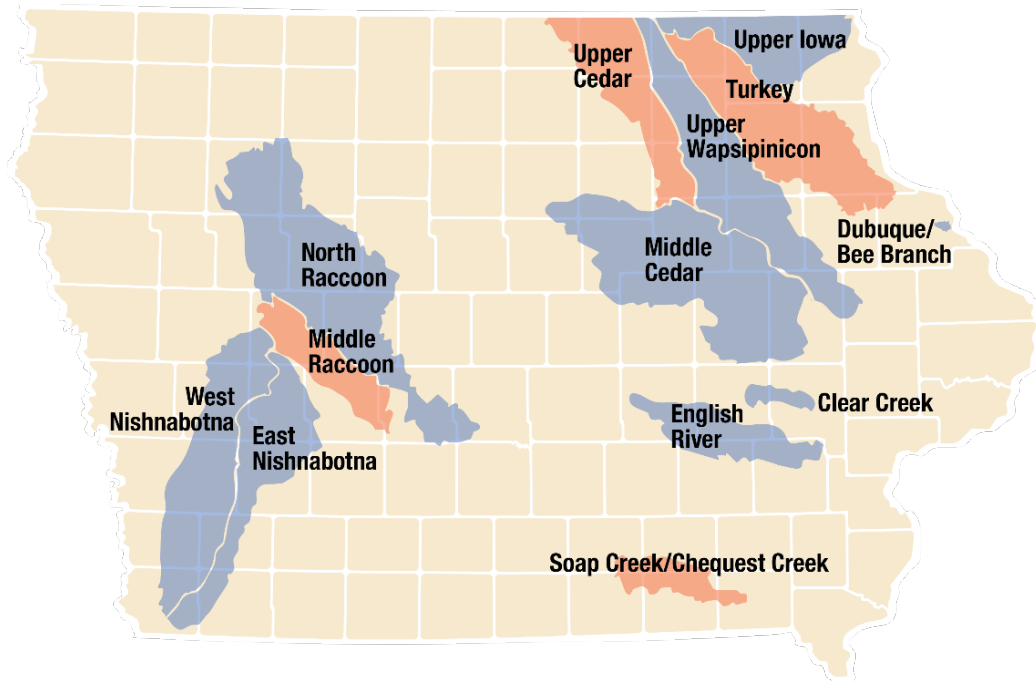 Upper
Cedar
Upper Iowa
Turkey
Upper
Wapsipinicon
Dubuque/
Bee Branch
North
Raccoon
Middle
Cedar
Middle
Raccoon
West
Nishnabotna
East
Nishnabotna
English
River
Clear Creek
Soap Creek/Chequest Creek